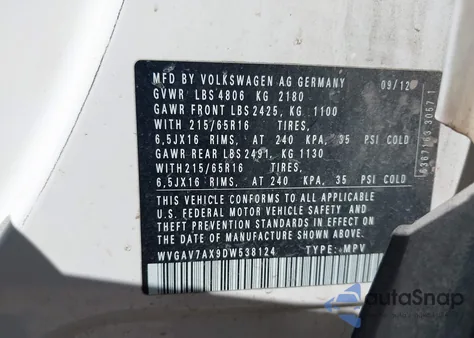 MFD BY VOLKSWAGEN AG GERMANY 09/12
GVWR LBS 4806 KG 2180
GAWR FRONT LBS 2425, KG 1100
WITH 215/65R16 TIRES,
6,5JX16 RIMS, AT 240 KPA, 35 PSI COLD
GAWR REAR LBS 2491, KG 1130
WITH 215/65R16 TIRES,
6,5JX16 RIMS, AT 240 KPA, 35 PSI COLD
THIS VEHICLE CONFORMS TO ALL APPLICABLE
U.S. FEDERAL MOTOR VEHICLE SAFETY AND
THEFT PREVENTION STANDARDS IN EFFECT
ON THE DATE OF MANUFACTURE SHOWN ABOVE.
WVGAV7AX9DW538124 TYPE: MPV
autaSnap